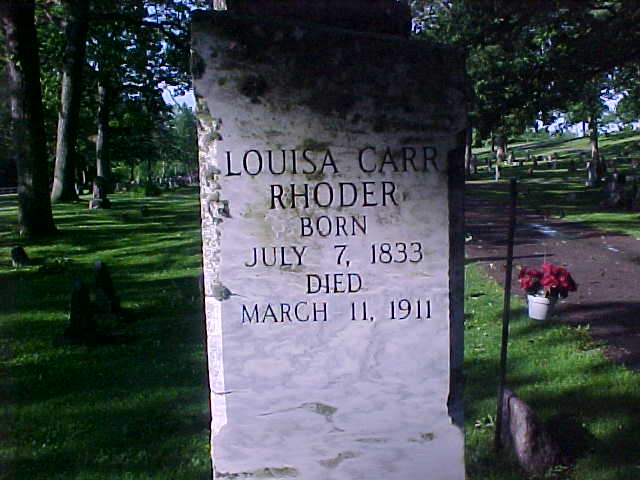 LOUISA CARR
RHODER
BORN
JULY 7, 1833
DIED
MARCH 11, 1911